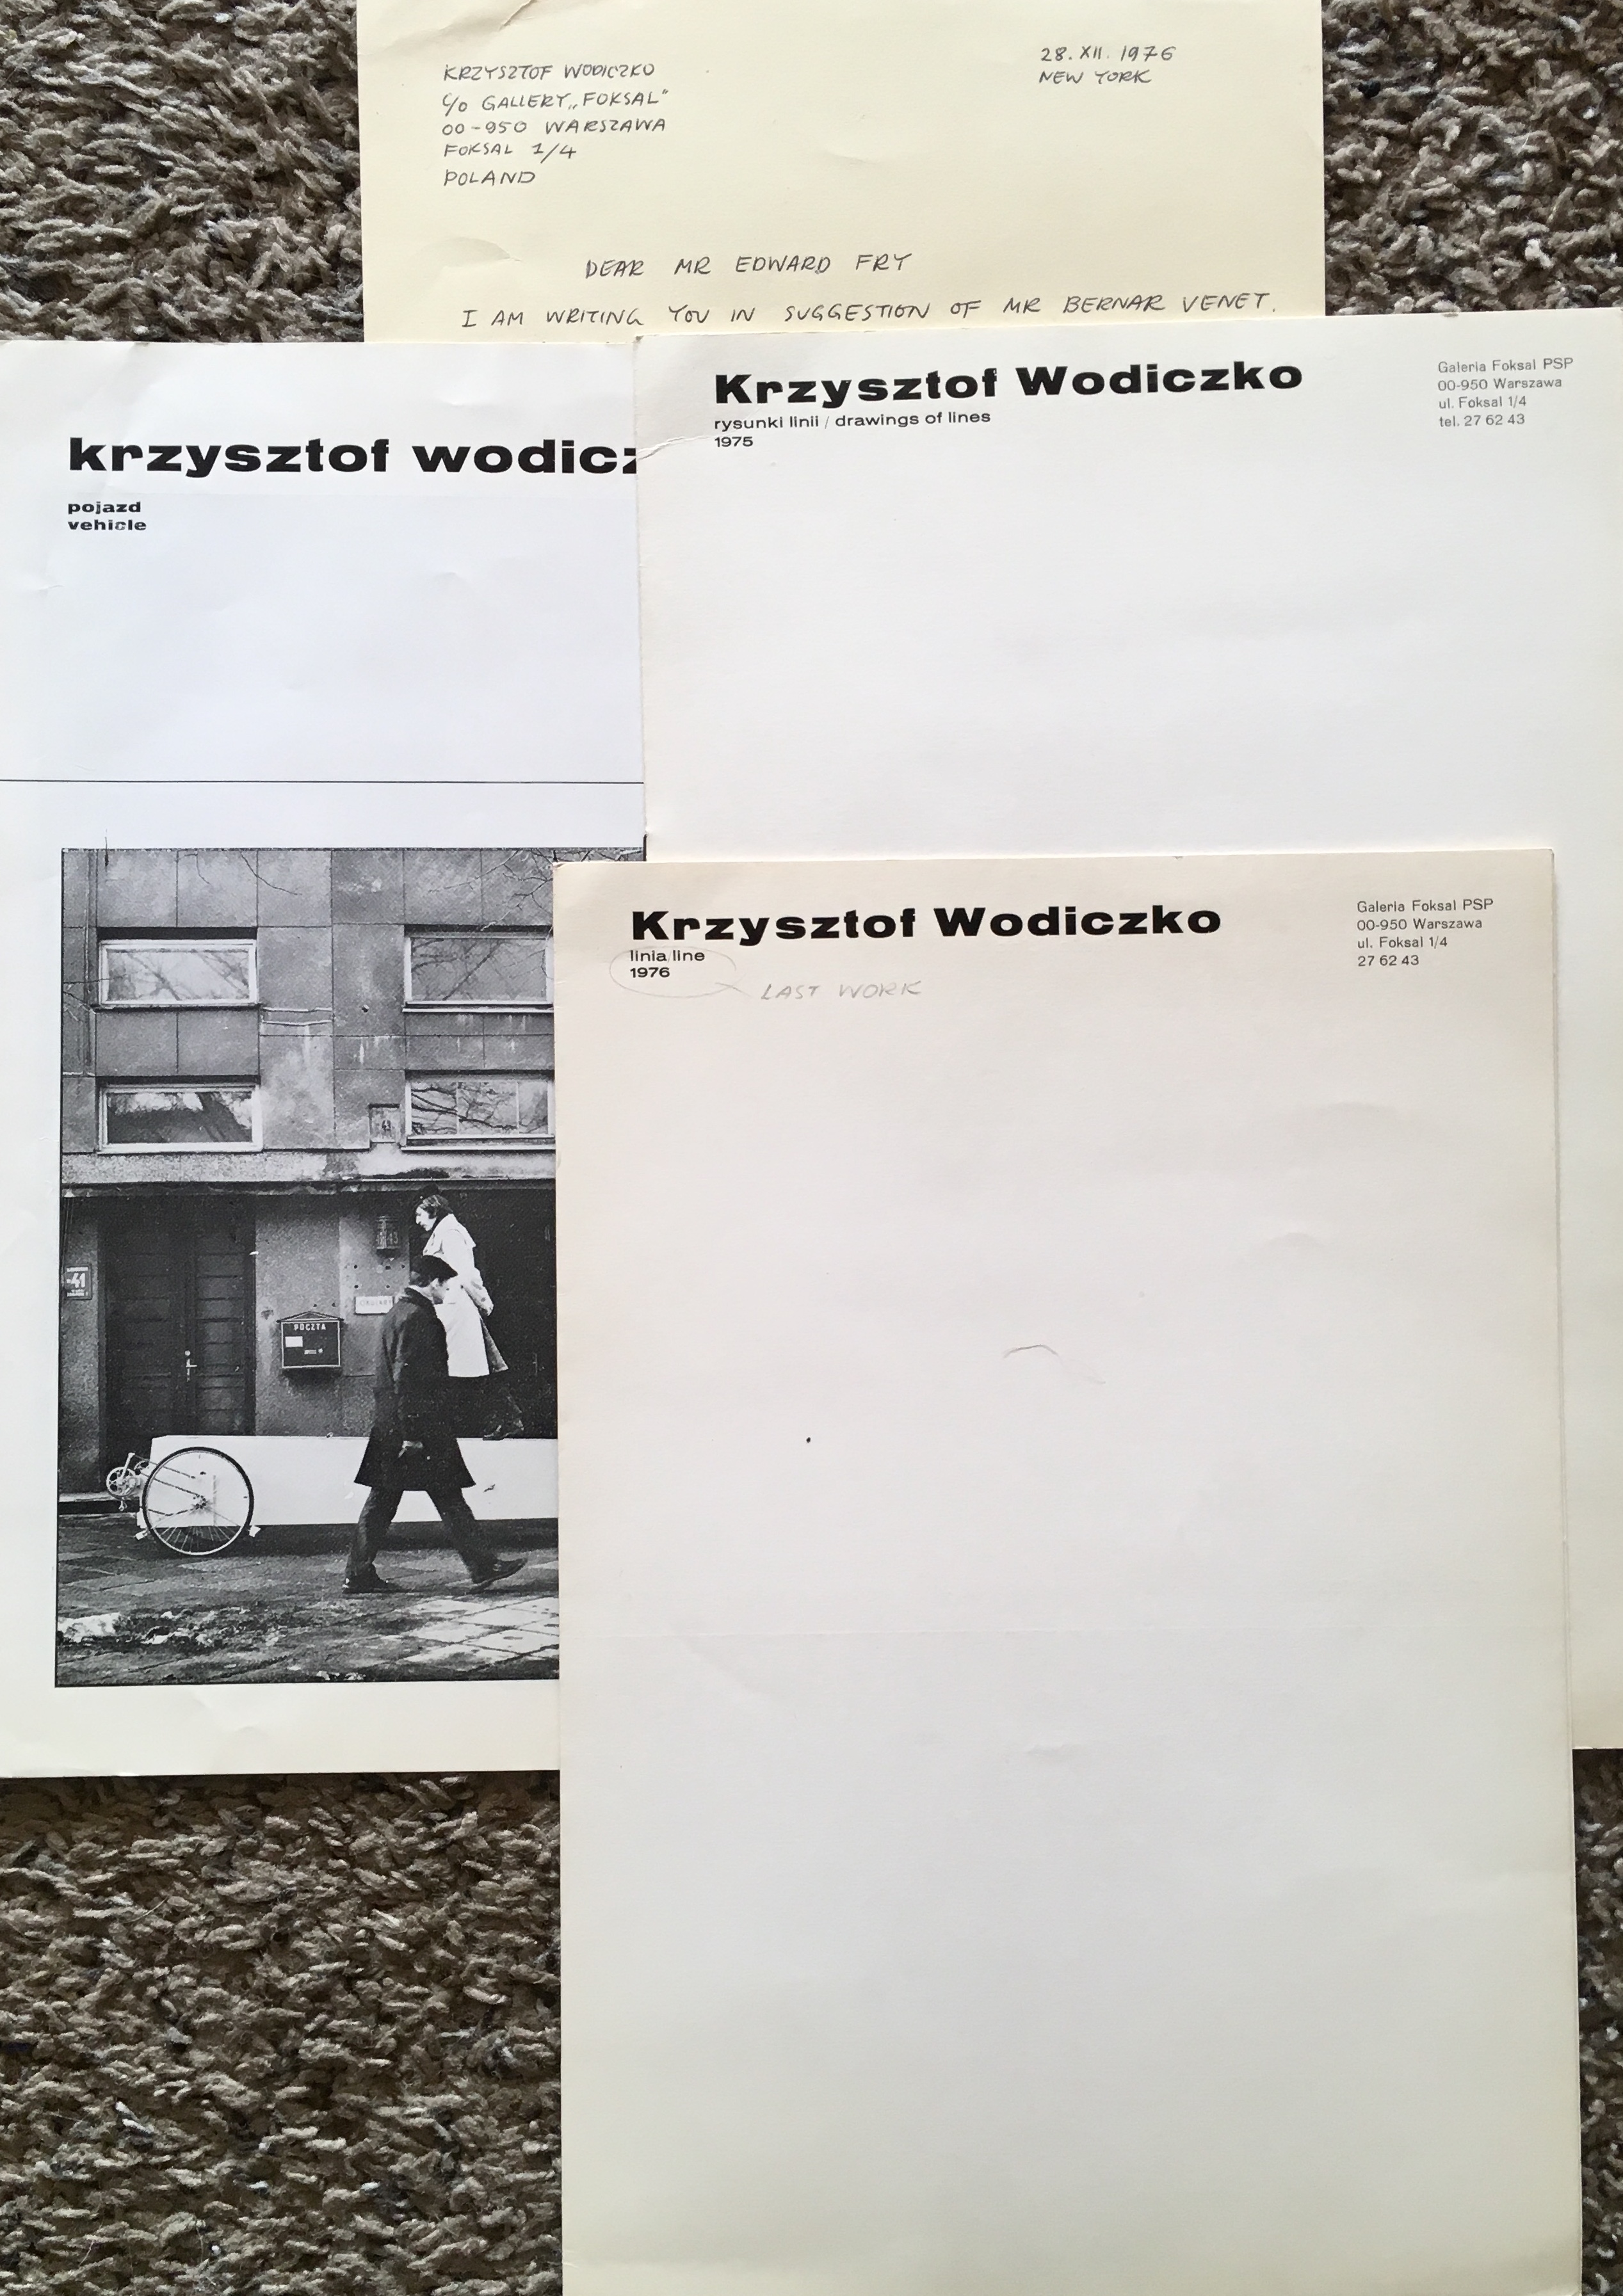 KRZYSZTOF WODICZKO
C/O GALLERY „FOKSAL"
00-950 WARSZAWA
FOKSAL 1/4
POLAND
28. XII. 1976
NEW YORK
DEAR MR EDWARD FRY
I AM WRITING YOU IN SUGGESTION OF MR BERNAR VENET.
krzysztof wodicz
pojazd
vehicle
Krzysztof Wodiczko
rysunki linii / drawings of lines
1975
Galeria Foksal PSP
00-950 Warszawa
ul. Foksal 1/4
tel. 27 62 43
Krzysztof Wodiczko
linia/line
1976
LAST WORK
Galeria Foksal PSP
00-950 Warszawa
ul. Foksal 1/4
27 62 43
41
43
POCZTA